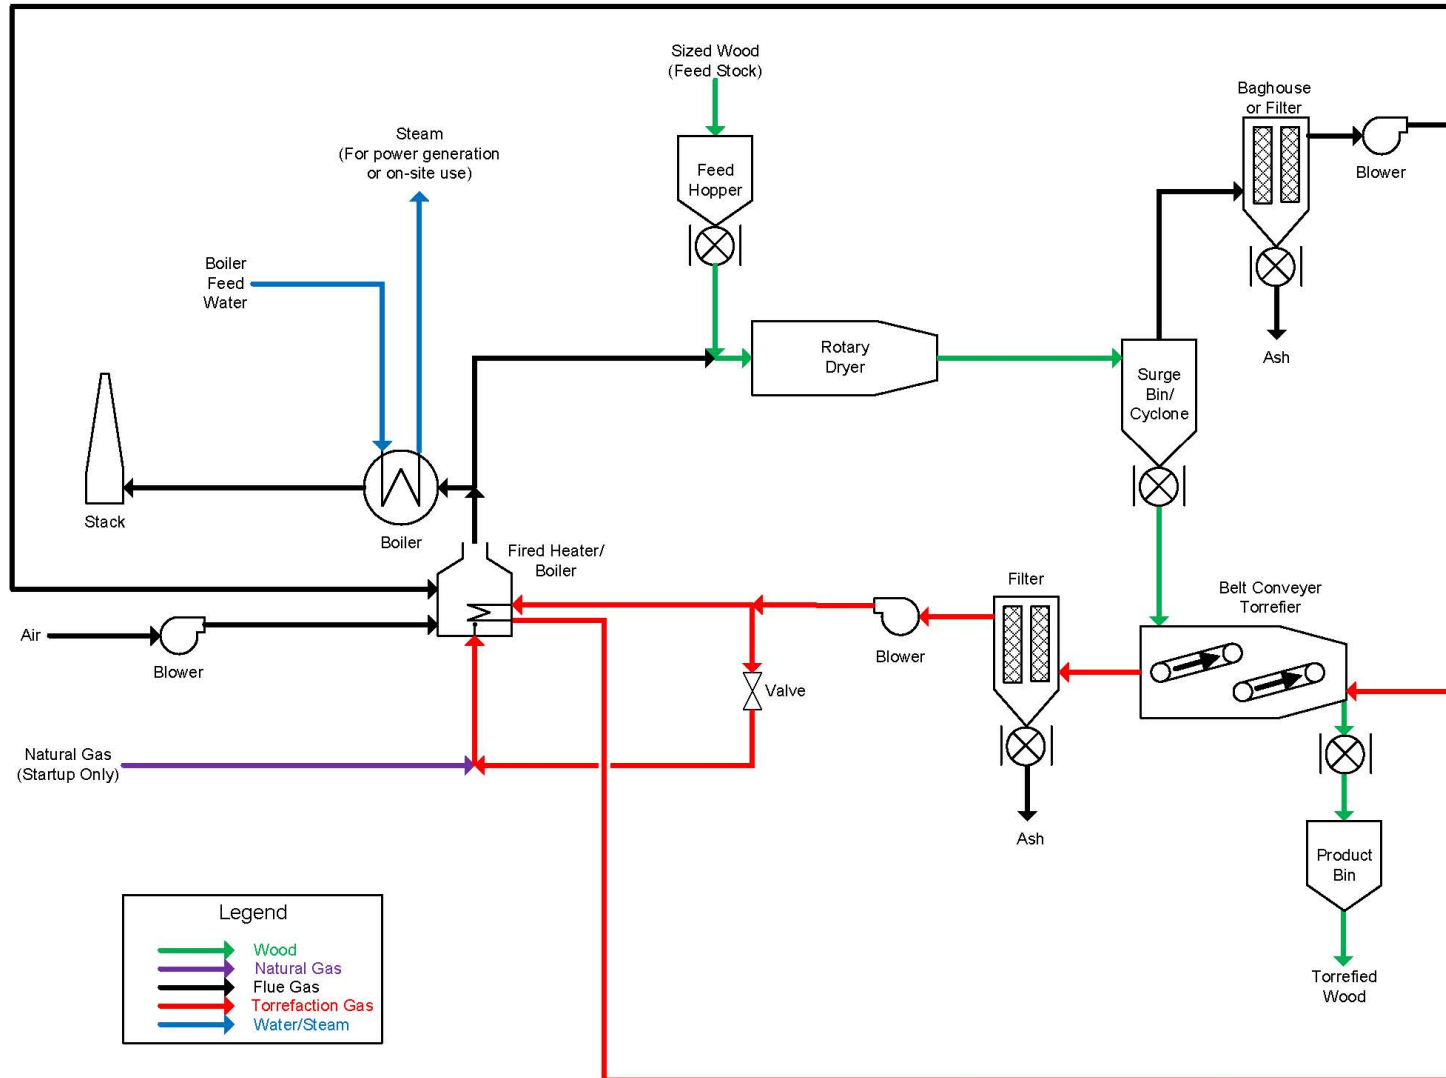 Sized Wood
(Feed Stock)
Baghouse
or Filter
Steam
(For power generation
or on-site use)
Feed
Hopper
Blower
Boiler
Feed
Water
Rotary
Dryer
Ash
Surge
Bin/
Cyclone
Stack
Boiler
Fired Heater/
Boiler
Filter
Belt Conveyer
Torrefier
Air
Blower
Blower
Valve
Natural Gas
(Startup Only)
Ash
Product
Bin
Legend
Wood
Natural Gas
Flue Gas
Torrefaction Gas
Water/Steam
Torrefied
Wood